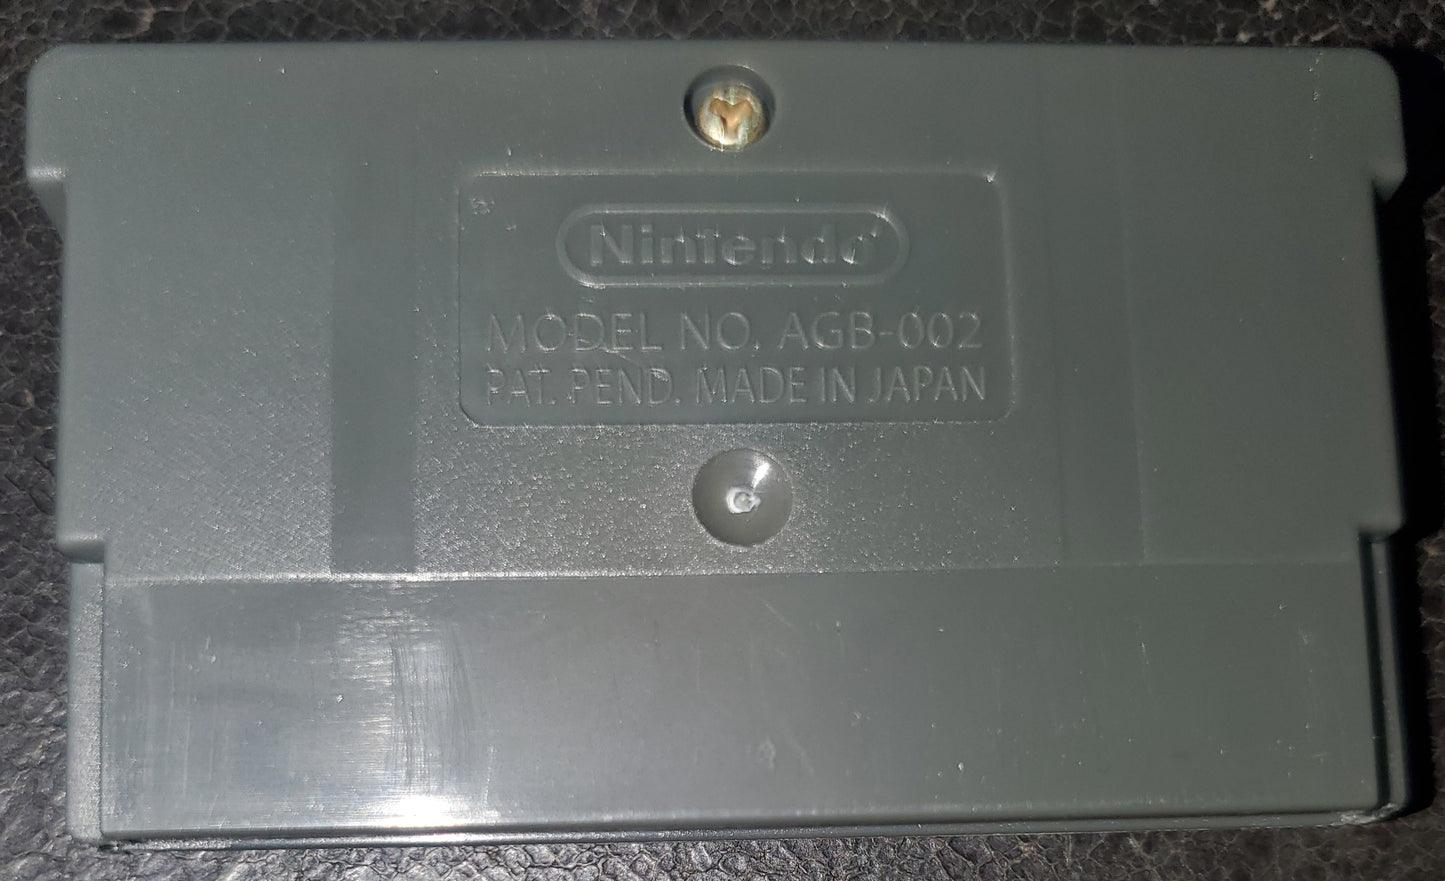 Nintendo
MODEL NO. AGB-002
PAT. PEND. MADE IN JAPAN